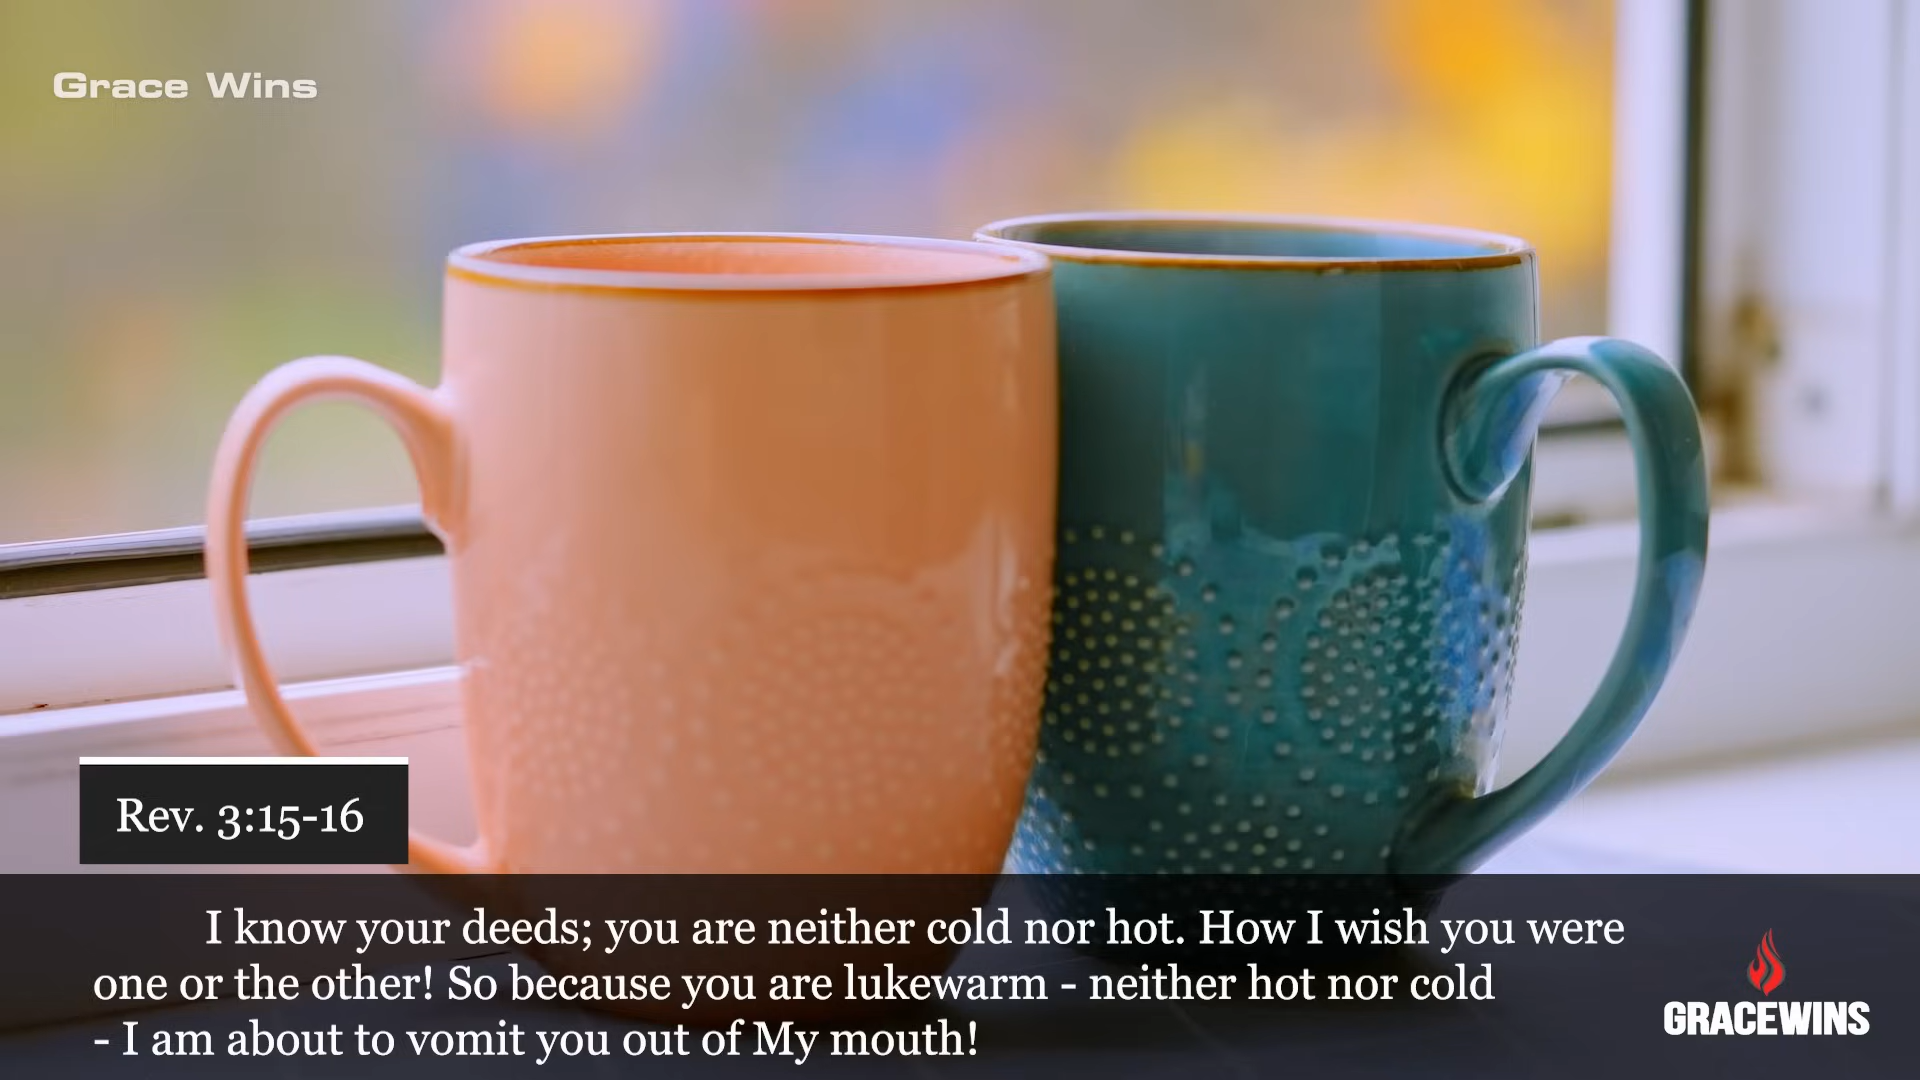 Grace Wins
Rev. 3:15-16
I know your deeds; you are neither cold nor hot. How I wish you were
one or the other! So because you are lukewarm - neither hot nor cold
- I am about to vomit you out of My mouth!
GRACEWINS